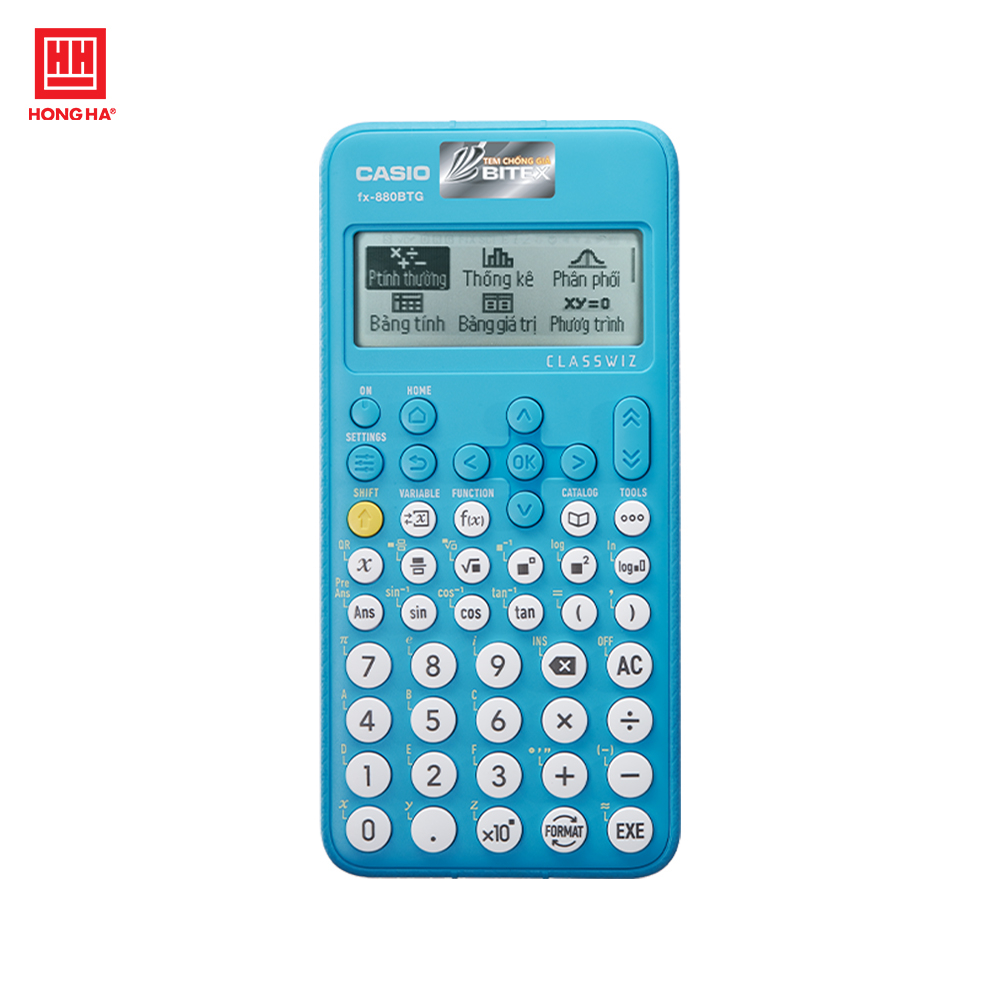 HH
HONG HA®
CASIO
fx-880BTG
TEM CHỐNG GIẢ
BITEX
Ptính thường Thống kê Phân phối
xy=0
Bảng tính Bảng giá trị Phương trình
CLASSWIZ
ON HOME
SETTINGS
OK
SHIFT VARIABLE FUNCTION CATALOG TOOLS
x f(x)
QR log ln
x log
Pre
Ans sin⁻¹ cos⁻¹ tan⁻¹ = ,
Ans sin cos tan ( )
π e i INS OFF
7 8 9 AC
A B C
4 5 6 × ÷
D E F ° ′ ″ (−)
1 2 3 + −
x y z ≈
0 . ×10 FORMAT EXE